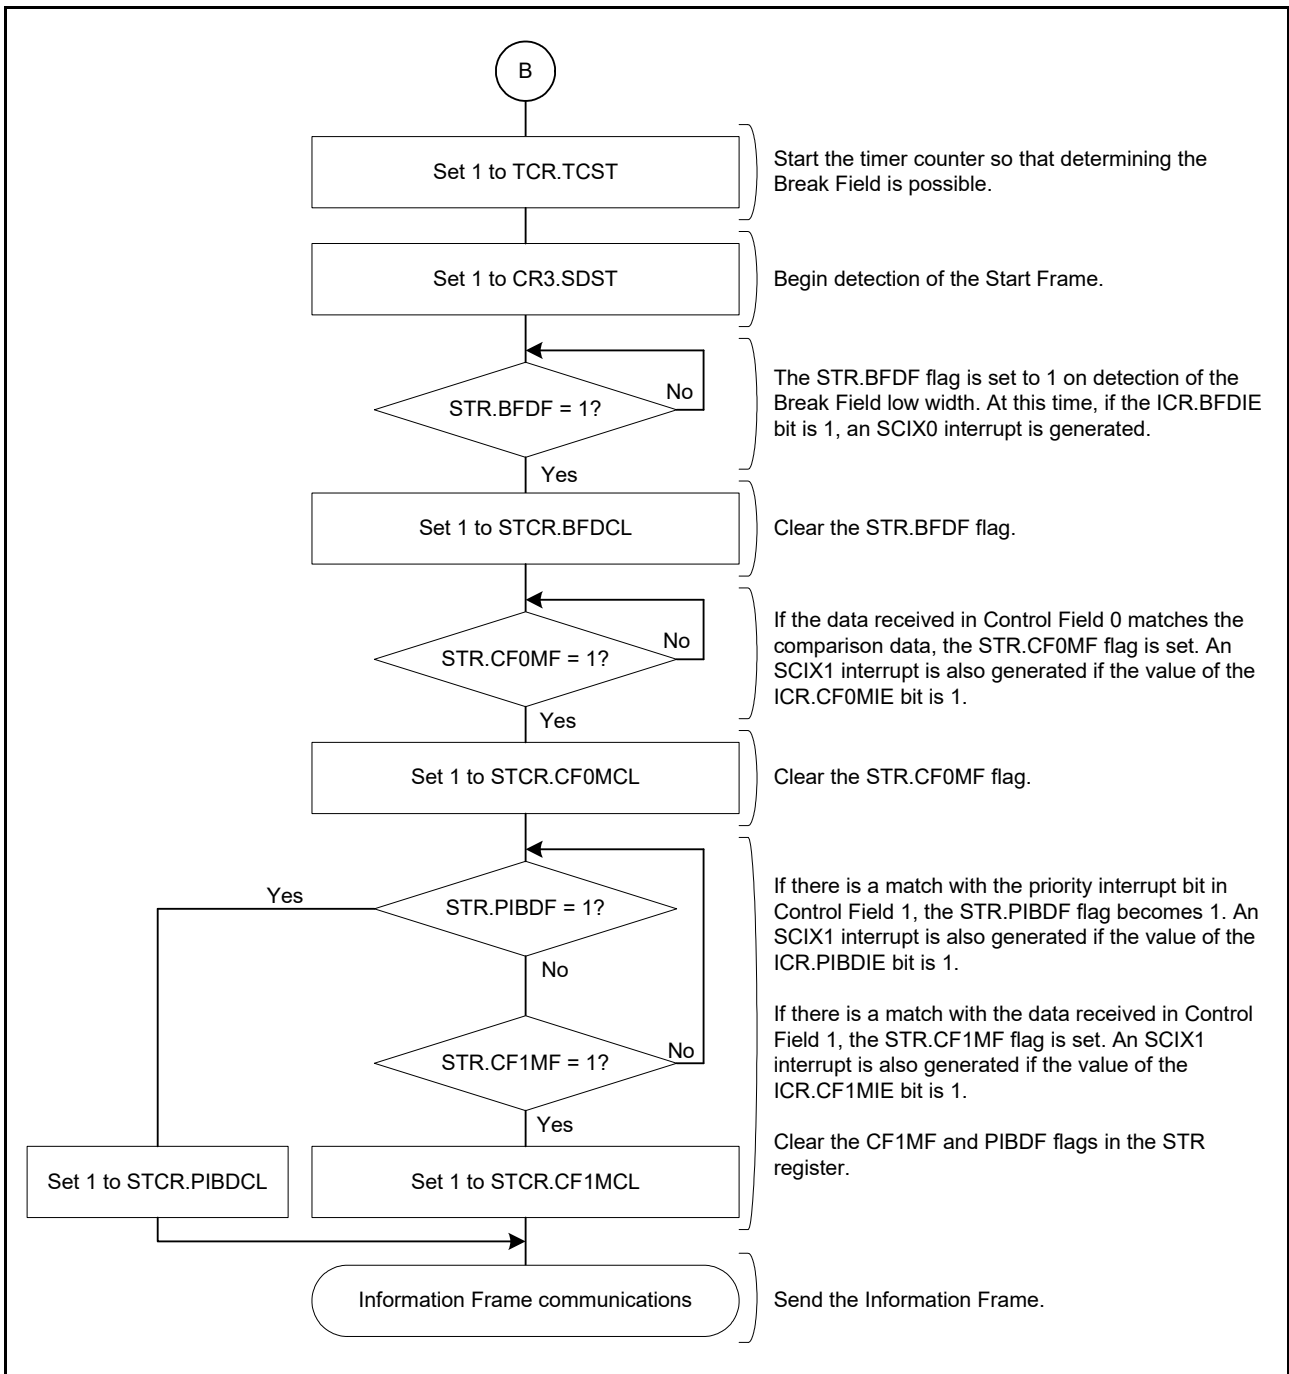 B
Set 1 to TCR.TCST
Start the timer counter so that determining the
Break Field is possible.
Set 1 to CR3.SDST
Begin detection of the Start Frame.
STR.BFDF = 1?
No
Yes
The STR.BFDF flag is set to 1 on detection of the
Break Field low width. At this time, if the ICR.BFDIE
bit is 1, an SCIX0 interrupt is generated.
Set 1 to STCR.BFDCL
Clear the STR.BFDF flag.
STR.CF0MF = 1?
No
Yes
If the data received in Control Field 0 matches the
comparison data, the STR.CF0MF flag is set. An
SCIX1 interrupt is also generated if the value of the
ICR.CF0MIE bit is 1.
Set 1 to STCR.CF0MCL
Clear the STR.CF0MF flag.
Yes
STR.PIBDF = 1?
No
If there is a match with the priority interrupt bit in
Control Field 1, the STR.PIBDF flag becomes 1. An
SCIX1 interrupt is also generated if the value of the
ICR.PIBDIE bit is 1.
STR.CF1MF = 1?
No
Yes
If there is a match with the data received in Control
Field 1, the STR.CF1MF flag is set. An SCIX1
interrupt is also generated if the value of the
ICR.CF1MIE bit is 1.
Set 1 to STCR.PIBDCL
Set 1 to STCR.CF1MCL
Clear the CF1MF and PIBDF flags in the STR
register.
Information Frame communications
Send the Information Frame.